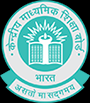 केन्द्रीय माध्यमिक शिक्षा बोर्ड
भारत
असतो मा सद्गमय